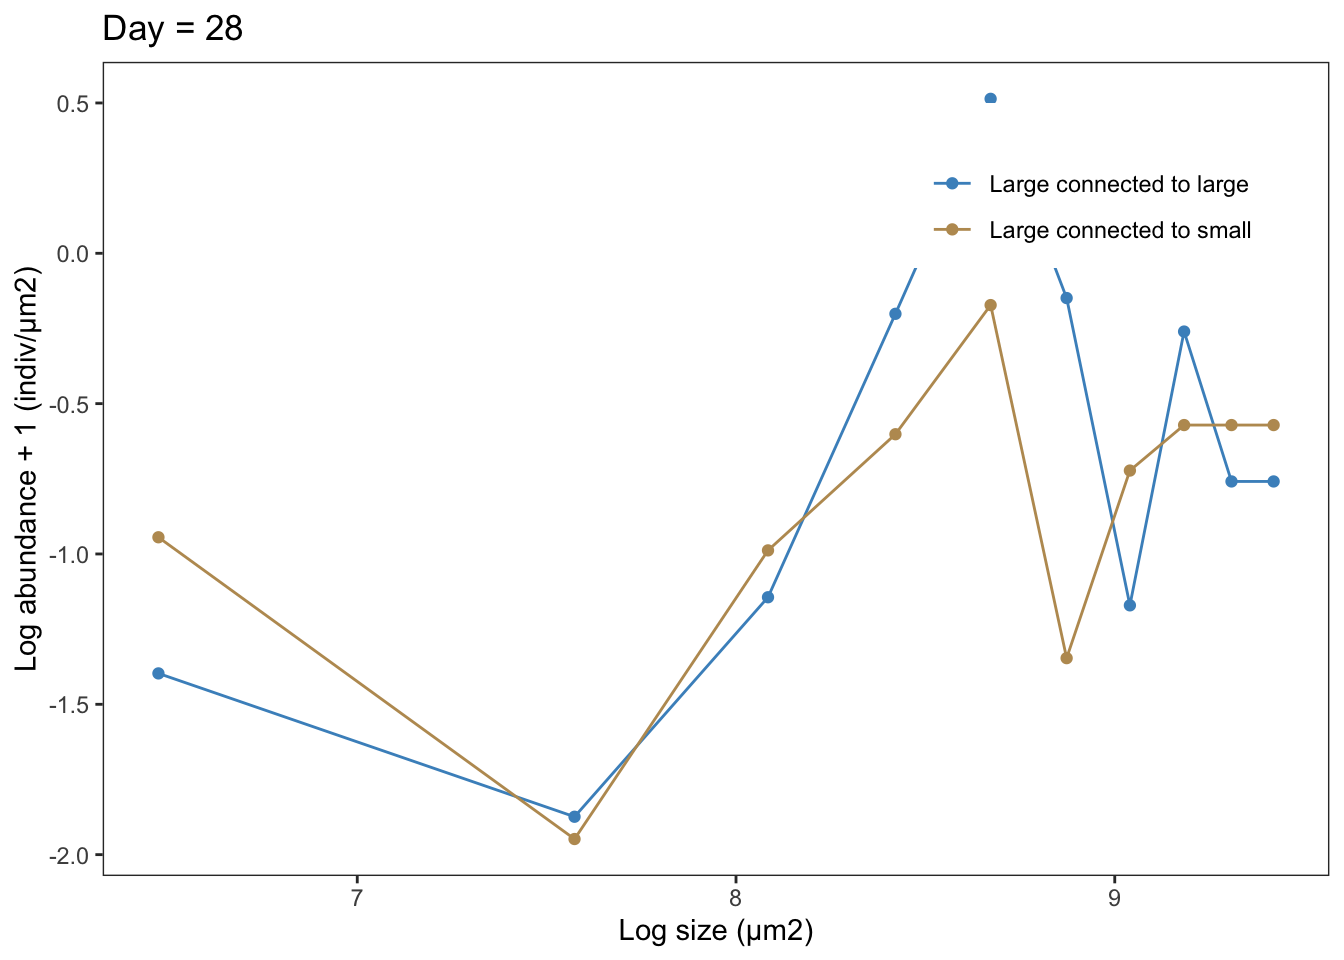 Day = 28
0.5
0.0
-0.5
-1.0
-1.5
-2.0
Log abundance + 1 (indiv/µm2)
Large connected to large
Large connected to small
7 8 9
Log size (µm2)